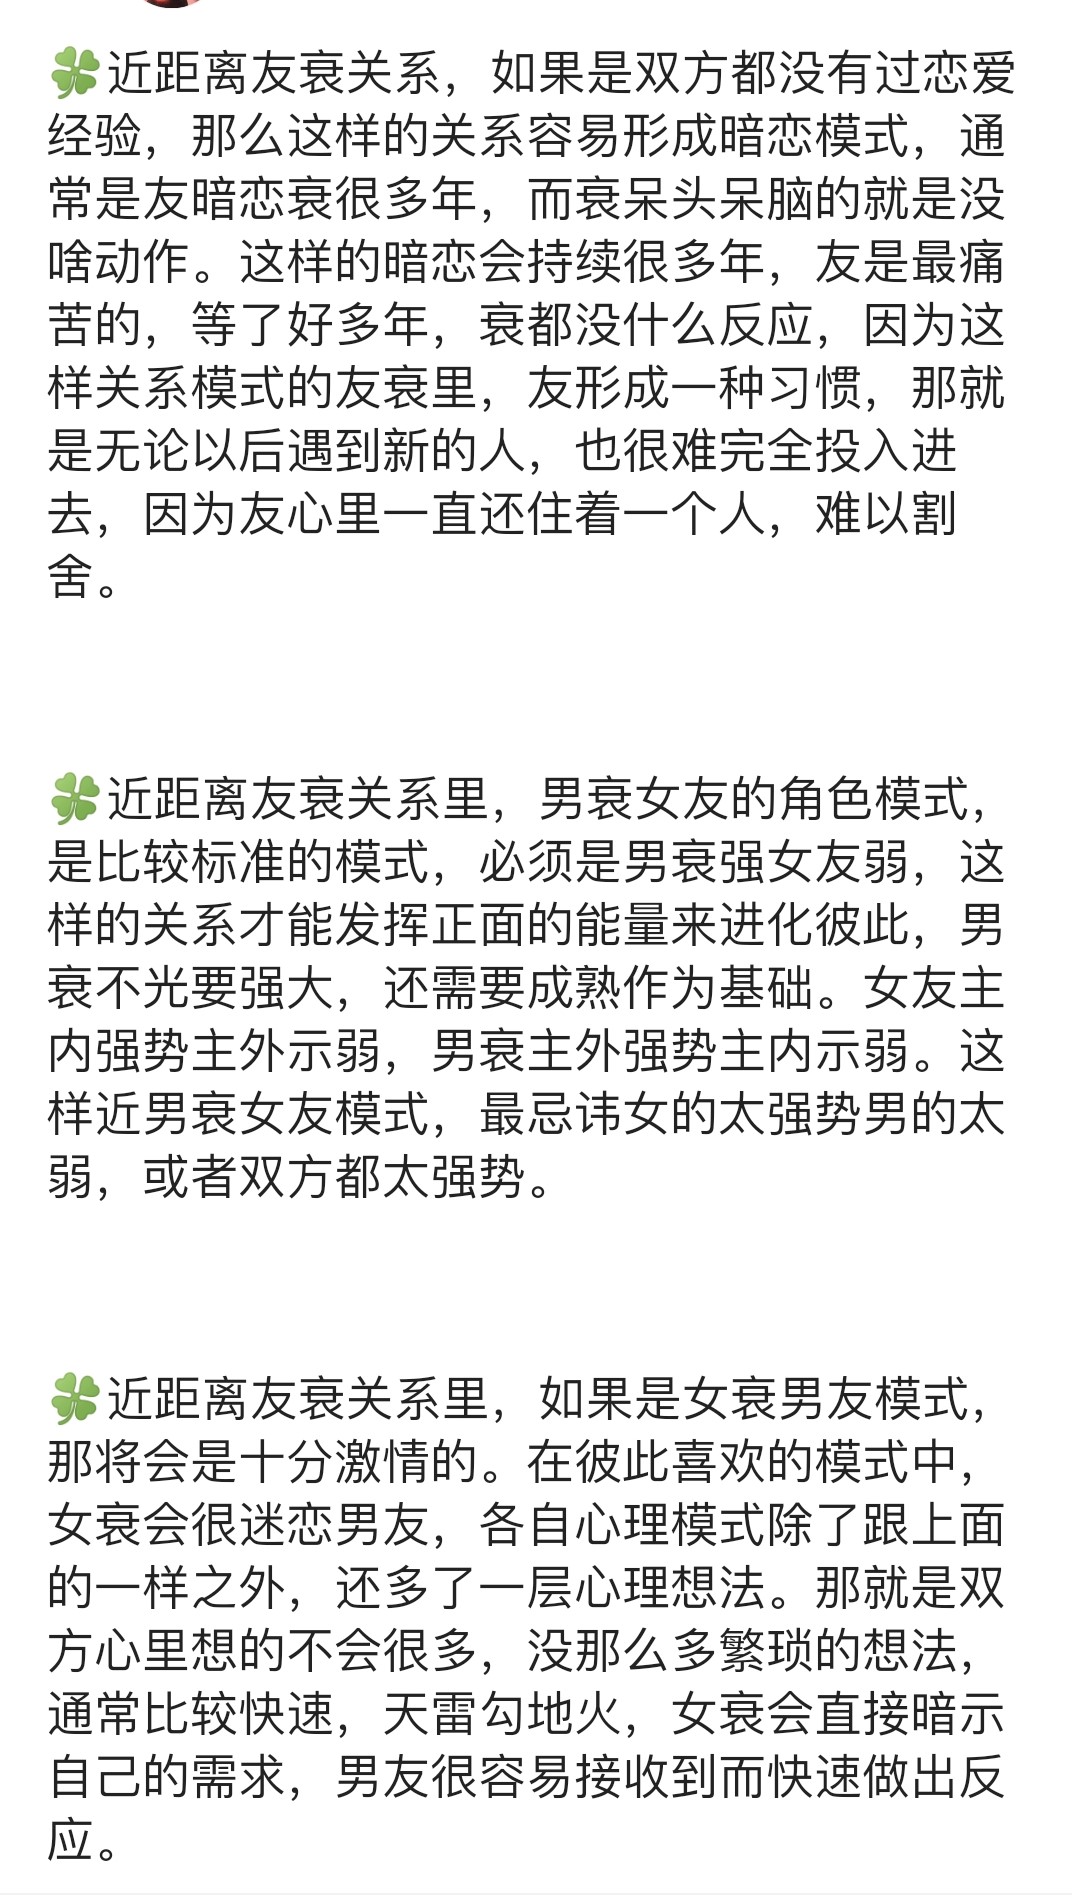 🍀近距离友衰关系，如果是双方都没有过恋爱
经验，那么这样的关系容易形成暗恋模式，通
常是友暗恋衰很多年，而衰呆头呆脑的就是没
啥动作。这样的暗恋会持续很多年，友是最痛
苦的，等了好多年，衰都没什么反应，因为这
样关系模式的友衰里，友形成一种习惯，那就
是无论以后遇到新的人，也很难完全投入进
去，因为友心里一直还住着一个人，难以割
舍。
🍀近距离友衰关系里，男衰女友的角色模式，
是比较标准的模式，必须是男衰强女友弱，这
样的关系才能发挥正面的能量来进化彼此，男
衰不光要强大，还需要成熟作为基础。女友主
内强势主外示弱，男衰主外强势主内示弱。这
样近男衰女友模式，最忌讳女的太强势男的太
弱，或者双方都太强势。
🍀近距离友衰关系里，如果是女衰男友模式，
那将会是十分激情的。在彼此喜欢的模式中，
女衰会很迷恋男友，各自心理模式除了跟上面
的一样之外，还多了一层心理想法。那就是双
方心里想的不会很多，没那么多繁琐的想法，
通常比较快速，天雷勾地火，女衰会直接暗示
自己的需求，男友很容易接收到而快速做出反
应。